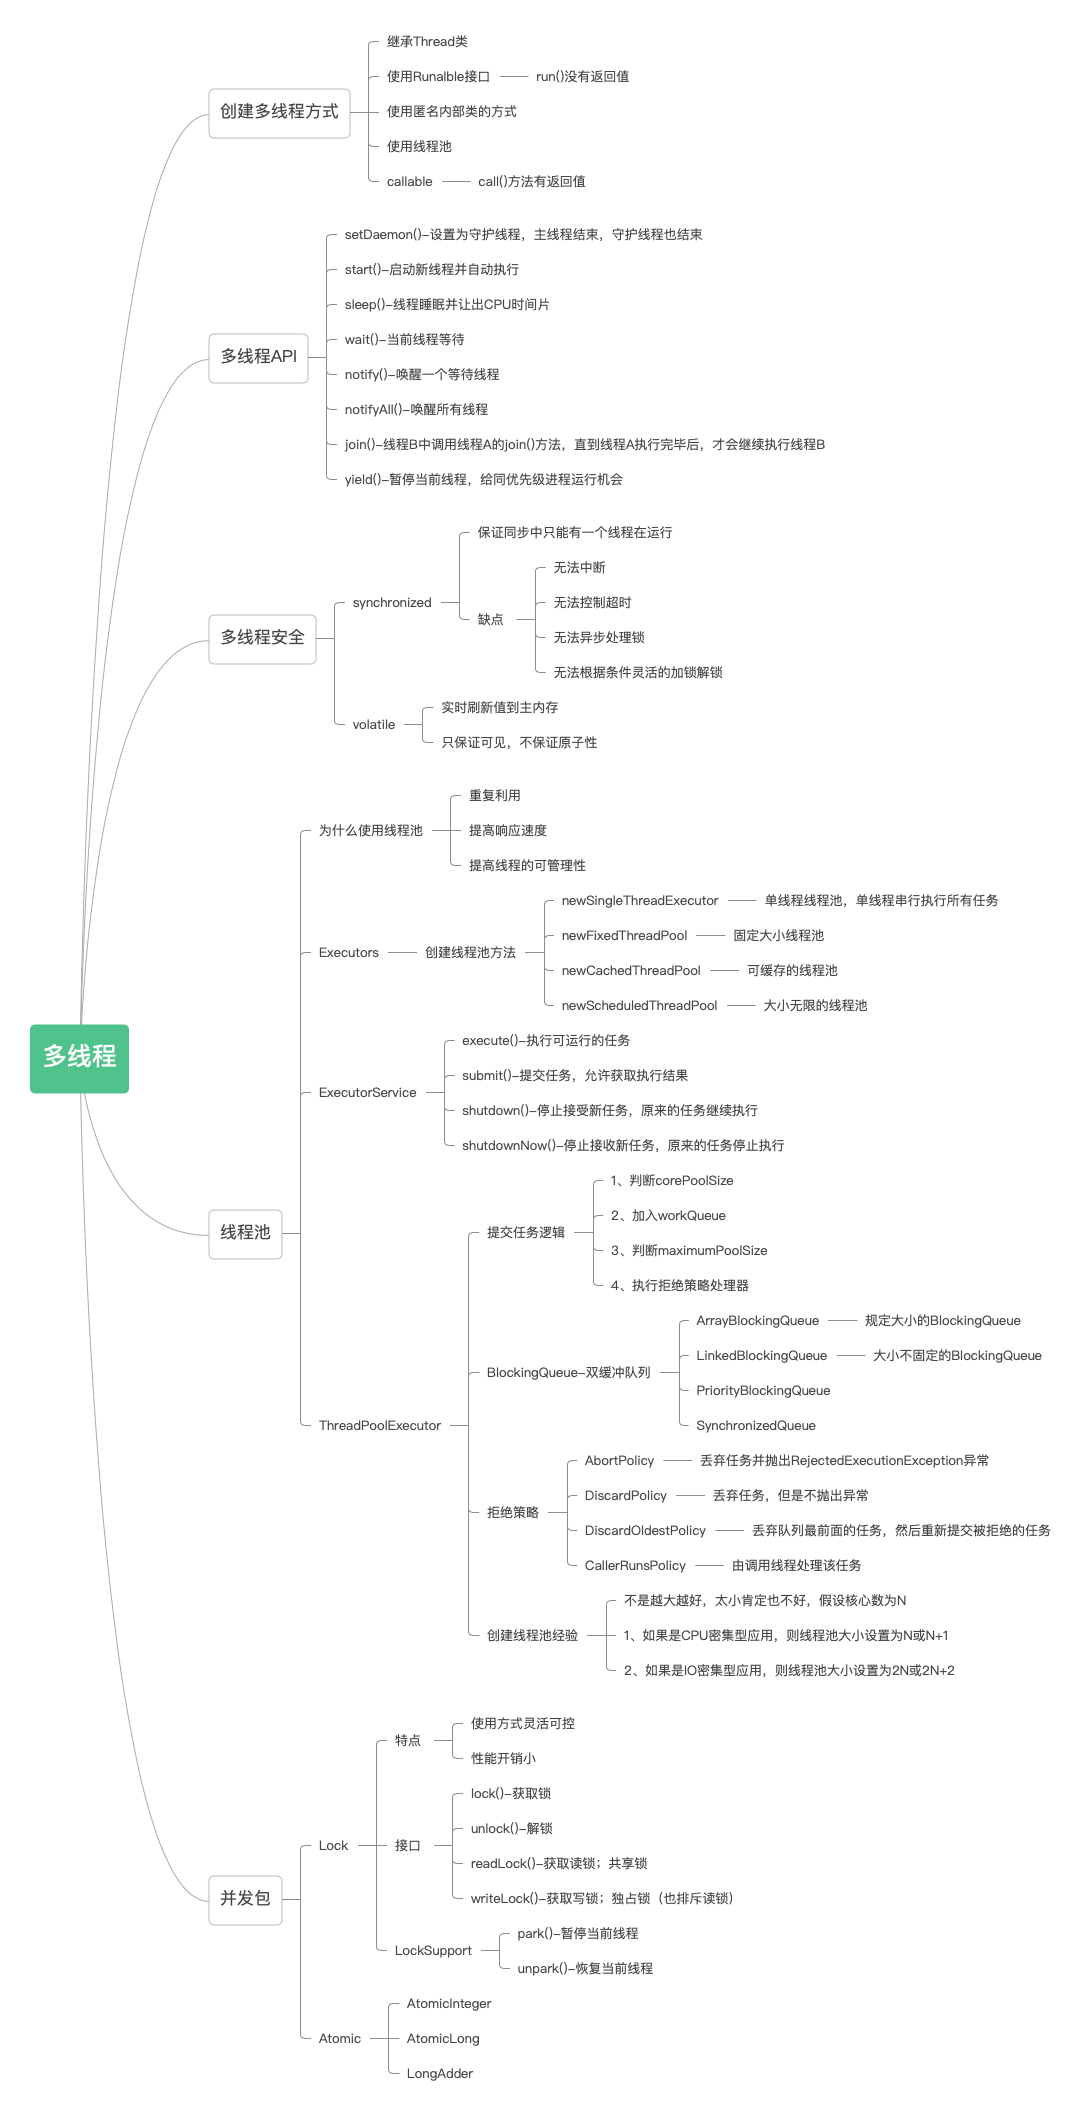 多线程
创建多线程方式
继承Thread类
使用Runalble接口
run()没有返回值
使用匿名内部类的方式
使用线程池
callable
call()方法有返回值
多线程API
setDaemon()-设置为守护线程，主线程结束，守护线程也结束
start()-启动新线程并自动执行
sleep()-线程睡眠并让出CPU时间片
wait()-当前线程等待
notify()-唤醒一个等待线程
notifyAll()-唤醒所有线程
join()-线程B中调用线程A的join()方法，直到线程A执行完毕后，才会继续执行线程B
yield()-暂停当前线程，给同优先级进程运行机会
多线程安全
synchronized
保证同步中只能有一个线程在运行
缺点
无法中断
无法控制超时
无法异步处理锁
无法根据条件灵活的加锁解锁
volatile
实时刷新值到主内存
只保证可见，不保证原子性
线程池
为什么使用线程池
重复利用
提高响应速度
提高线程的可管理性
Executors
创建线程池方法
newSingleThreadExecutor
单线程线程池，单线程串行执行所有任务
newFixedThreadPool
固定大小线程池
newCachedThreadPool
可缓存的线程池
newScheduledThreadPool
大小无限的线程池
ExecutorService
execute()-执行可运行的任务
submit()-提交任务，允许获取执行结果
shutdown()-停止接受新任务，原来的任务继续执行
shutdownNow()-停止接收新任务，原来的任务停止执行
ThreadPoolExecutor
提交任务逻辑
1、判断corePoolSize
2、加入workQueue
3、判断maximumPoolSize
4、执行拒绝策略处理器
BlockingQueue-双缓冲队列
ArrayBlockingQueue
规定大小的BlockingQueue
LinkedBlockingQueue
大小不固定的BlockingQueue
PriorityBlockingQueue
SynchronizedQueue
拒绝策略
AbortPolicy
丢弃任务并抛出RejectedExecutionException异常
DiscardPolicy
丢弃任务，但是不抛出异常
DiscardOldestPolicy
丢弃队列最前面的任务，然后重新提交被拒绝的任务
CallerRunsPolicy
由调用线程处理该任务
创建线程池经验
不是越大越好，太小肯定也不好，假设核心数为N
1、如果是CPU密集型应用，则线程池大小设置为N或N+1
2、如果是IO密集型应用，则线程池大小设置为2N或2N+2
并发包
Lock
特点
使用方式灵活可控
性能开销小
接口
lock()-获取锁
unlock()-解锁
readLock()-获取读锁；共享锁
writeLock()-获取写锁；独占锁（也排斥读锁）
LockSupport
park()-暂停当前线程
unpark()-恢复当前线程
Atomic
AtomicInteger
AtomicLong
LongAdder